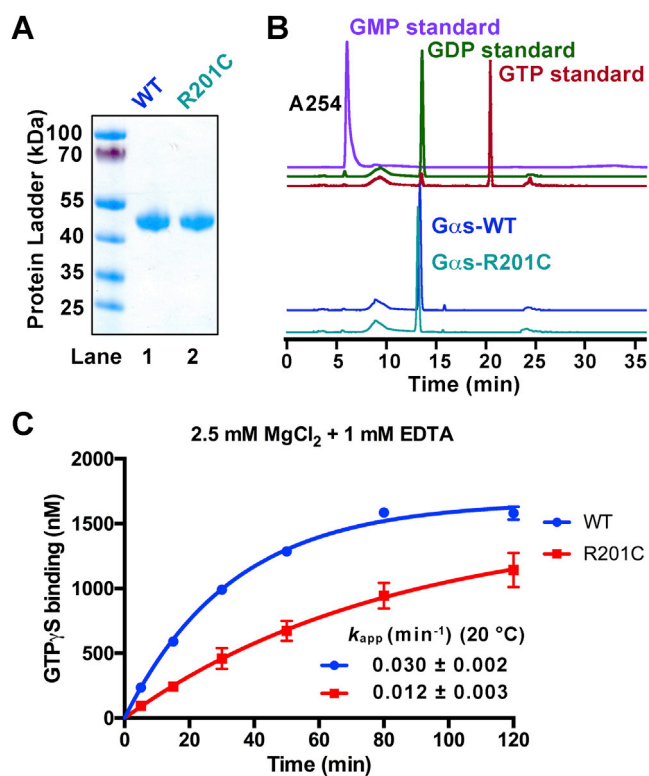 A
WT
R201C
Protein Ladder (kDa)
100
70
55
40
35
25
Lane 1 2
B
GMP standard
GDP standard
GTP standard
A254
Gαs-WT
Gαs-R201C
0 5 10 15 20 25 30 35
Time (min)
C
2.5 mM MgCl₂ + 1 mM EDTA
GTPγS binding (nM)
2000
1500
1000
500
0
WT
R201C
kapp (min⁻¹) (20 °C)
0.030 ± 0.002
0.012 ± 0.003
0 20 40 60 80 100 120
Time (min)